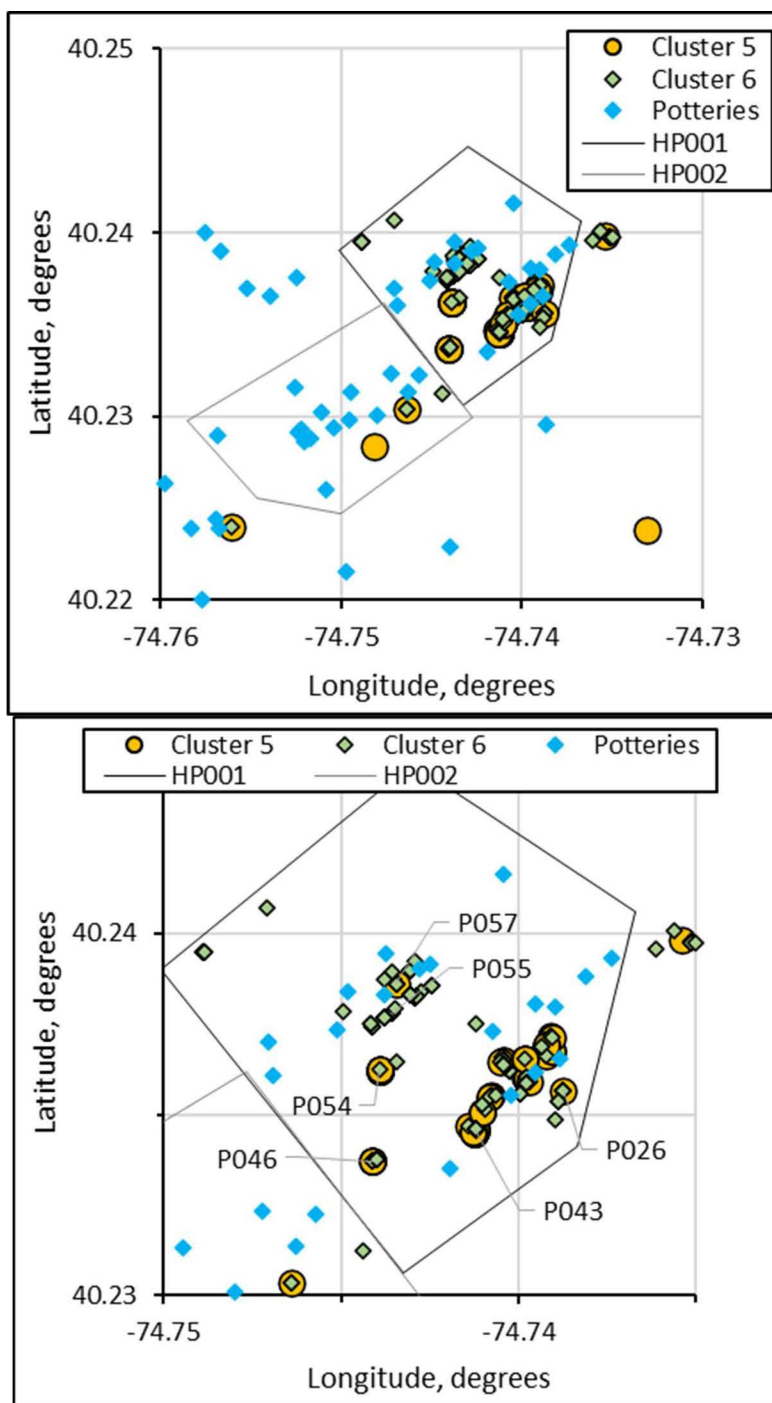 40.25
Cluster 5
Cluster 6
Potteries
HP001
HP002
40.24
40.23
40.22
-74.76 -74.75 -74.74 -74.73
Latitude, degrees
Longitude, degrees
Cluster 5 Cluster 6 Potteries
HP001 HP002
P057
40.24
P055
P054
P026
P046
P043
40.23
-74.75 -74.74
Latitude, degrees
Longitude, degrees